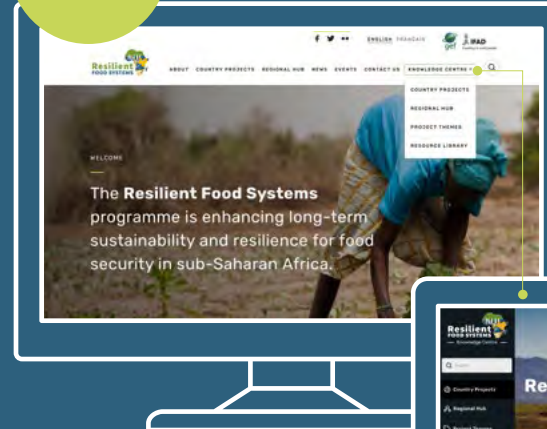 ENGLISH FRANÇAIS
gef IFAD
Resilient
FOOD SYSTEMS
ABOUT COUNTRY PROJECTS REGIONAL HUB NEWS EVENTS CONTACT US KNOWLEDGE CENTRE
COUNTRY PROJECTS
REGIONAL HUB
PROJECT THEMES
RESOURCE LIBRARY
WELCOME
The Resilient Food Systems
programme is enhancing long-term
sustainability and resilience for food
security in sub-Saharan Africa.
Resilient
FOOD SYSTEMS
Knowledge Centre
Country Projects
Re
Regional Hub